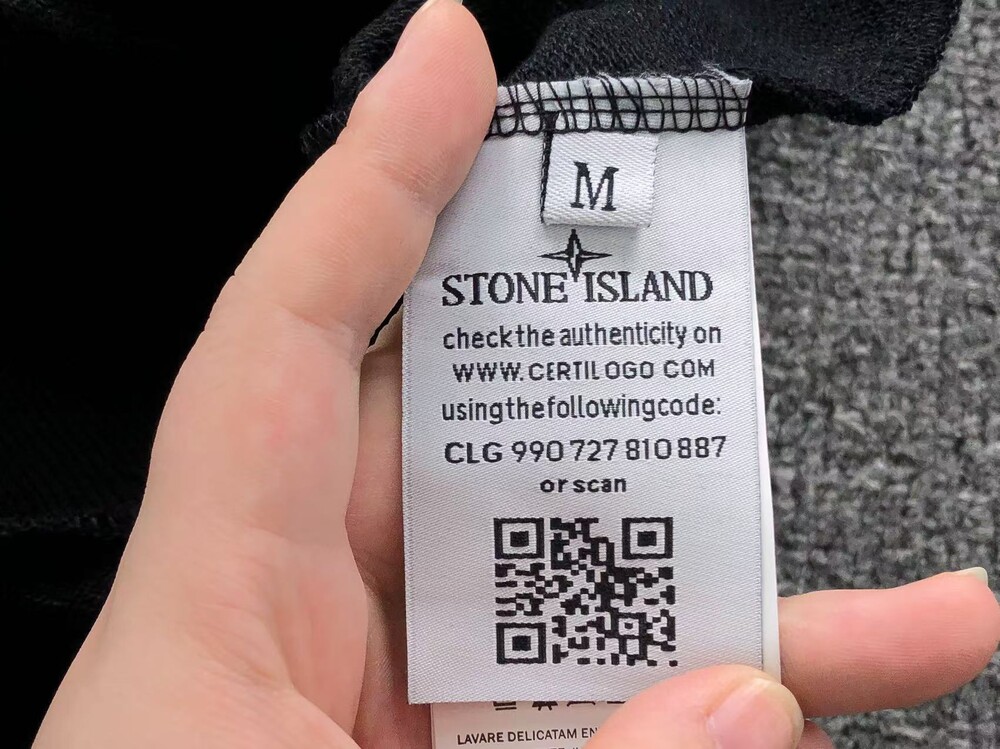 M
STONE ISLAND
check the authenticity on
WWW.CERTILOGO COM
using the following code:
CLG 990 727 810 887
or scan
LAVARE DELICATAM EN